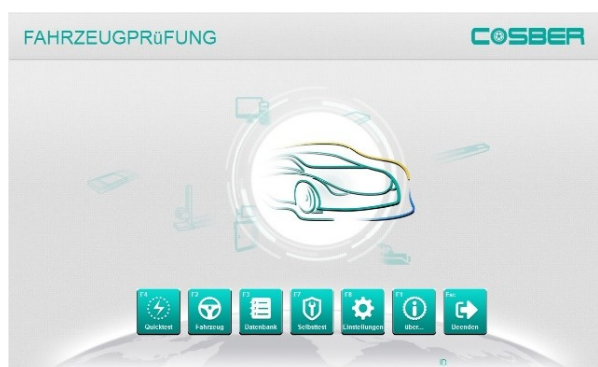 FAHRZEUGPRüFUNG
COSBER
F4 F2 F3 F7 F8 F1 Esc
Quicktest Fahrzeug Datenbank Selbsttest Einstellungen über... Beenden